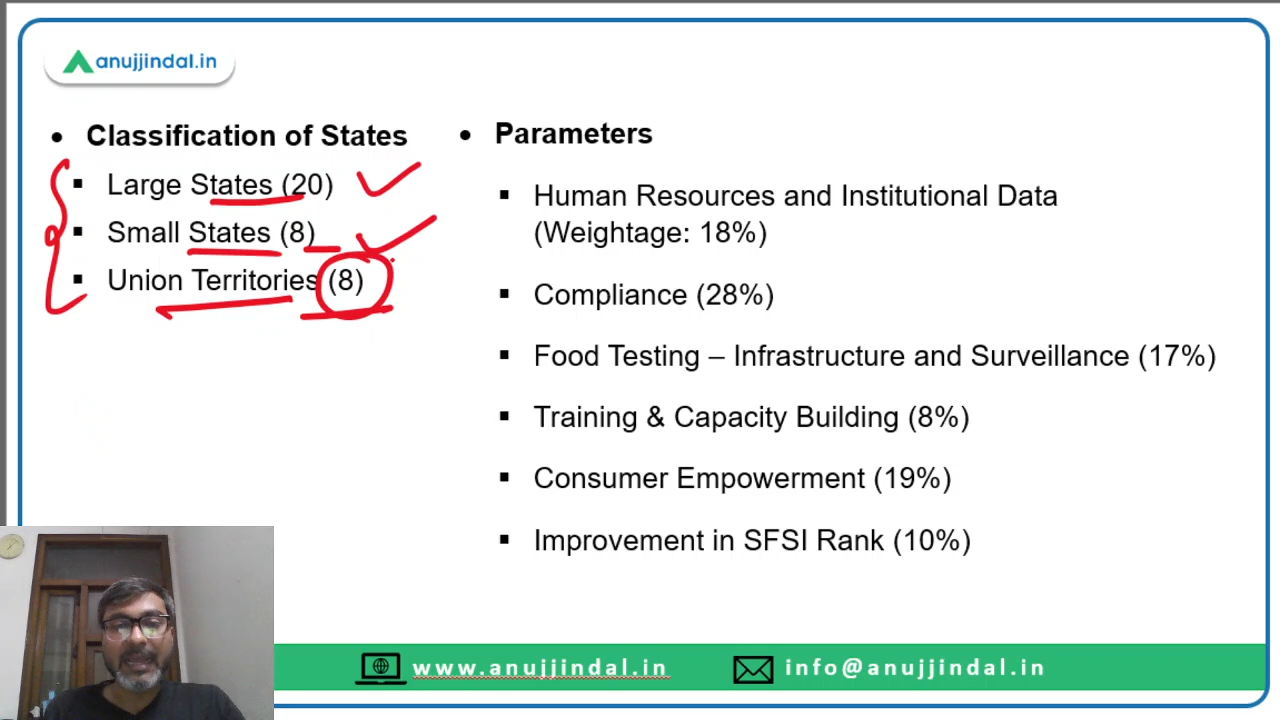 anujjindal.in
• Classification of States
▪ Large States (20)
▪ Small States (8)
▪ Union Territories (8)
• Parameters
▪ Human Resources and Institutional Data
(Weightage: 18%)
▪ Compliance (28%)
▪ Food Testing – Infrastructure and Surveillance (17%)
▪ Training & Capacity Building (8%)
▪ Consumer Empowerment (19%)
▪ Improvement in SFSI Rank (10%)
www.anujjindal.in
info@anujjindal.in